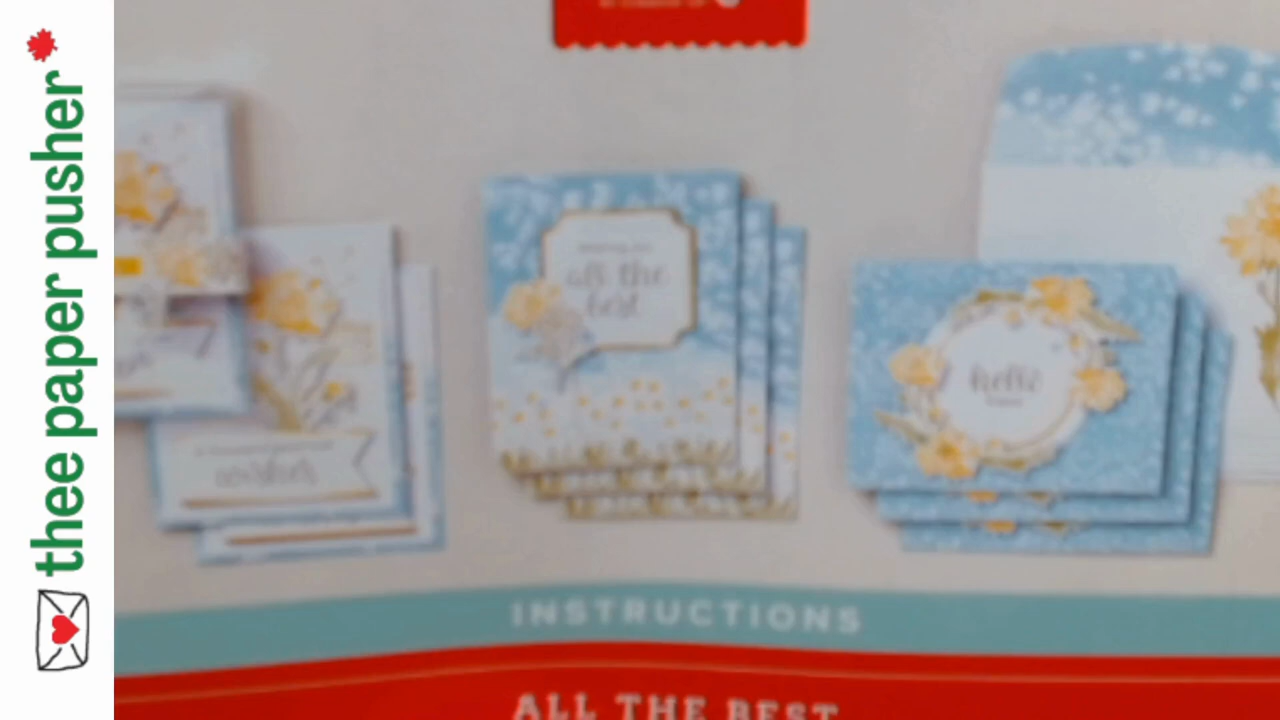 thee paper pusher
all the
best
wishes
hello
INSTRUCTIONS
ALL THE BEST